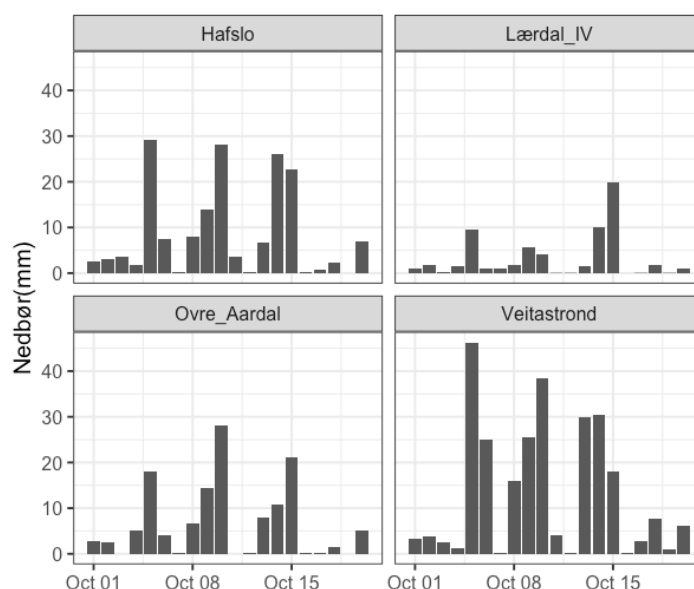 Hafslo
Lærdal_IV
40
30
20
10
0
Nedbør(mm)
Ovre_Aardal
Veitastrond
40
30
20
10
0
Oct 01
Oct 08
Oct 15
Oct 01
Oct 08
Oct 15